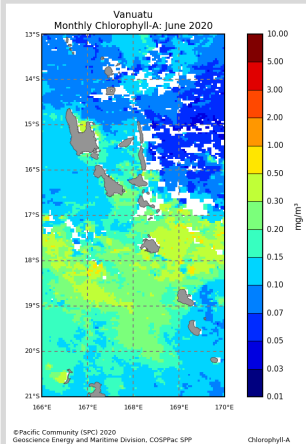 Vanuatu
Monthly Chlorophyll-A: June 2020
13°S
14°S
15°S
16°S
17°S
18°S
19°S
20°S
21°S
166°E 167°E 168°E 169°E 170°E
10.00
5.00
3.00
2.00
1.00
0.50
0.30
0.20
0.15
0.10
0.07
0.05
0.03
0.01
mg/m³
©Pacific Community (SPC) 2020
Geoscience Energy and Maritime Division, COSPPac SPP
Chlorophyll-A